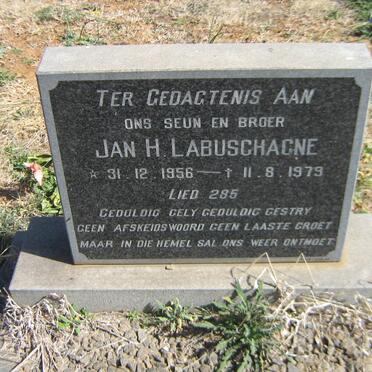 TER GEDAGTENIS AAN
ONS SEUN EN BROER
JAN H. LABUSCHAGNE
* 31. 12. 1956 — † 11. 8. 1979
LIED 285
GEDULDIG GELY GEDULDIG GESTRY
GEEN AFSKEIDSWOORD GEEN LAASTE GROET
MAAR IN DIE HEMEL SAL ONS WEER ONTMOET